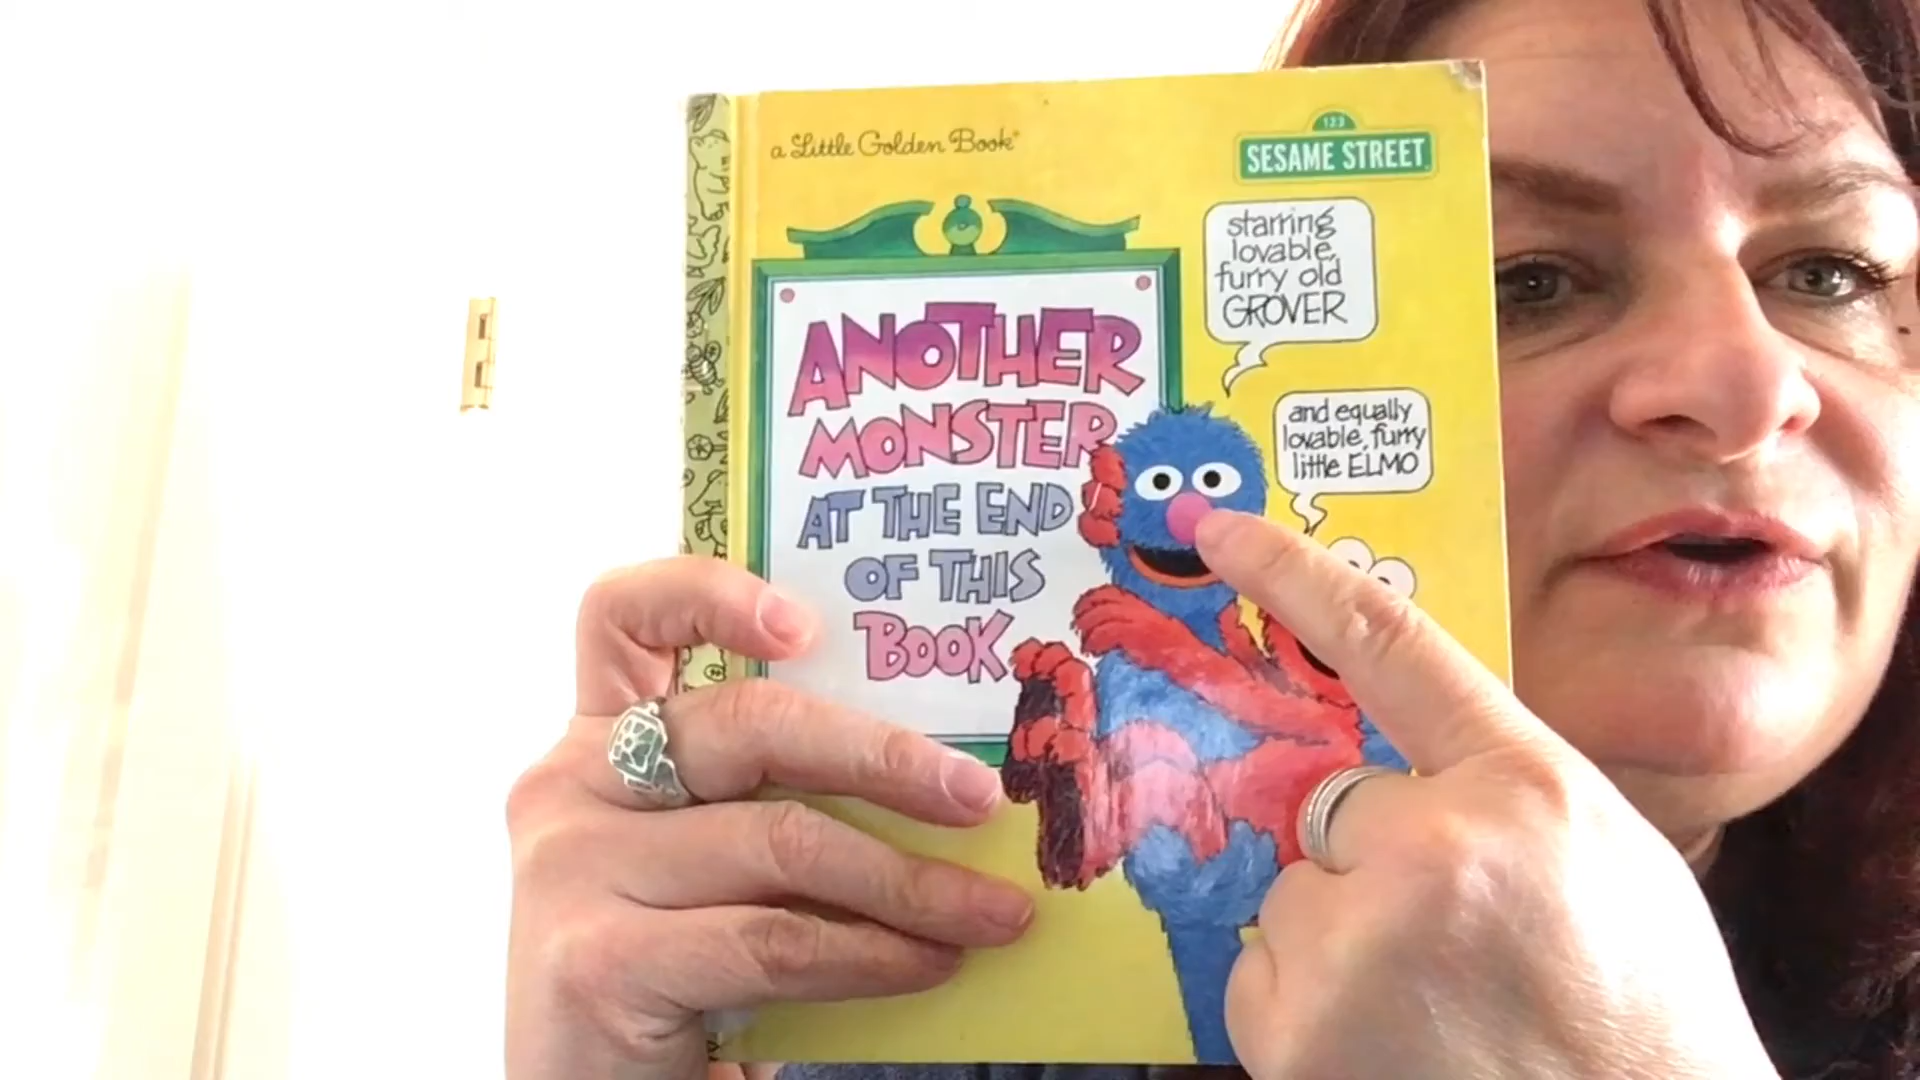 a Little Golden Book®
123
SESAME STREET
starring
lovable,
furry old
GROVER
ANOTHER
MONSTER
AT THE END
OF THIS
BOOK
and equally
lovable, furry
little ELMO